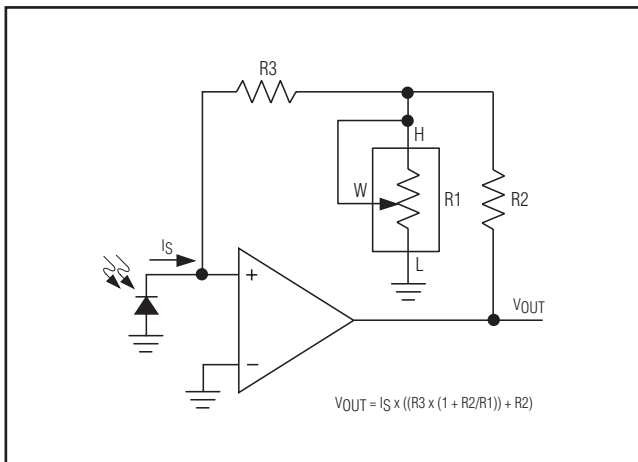 R3
H
W
R1
R2
L
IS
+
−
VOUT
VOUT = IS x ((R3 x (1 + R2/R1)) + R2)